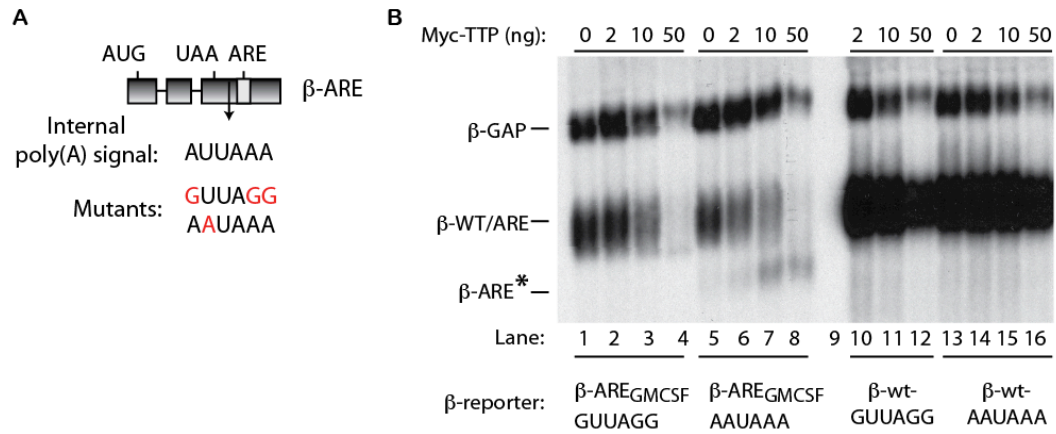 A
AUG UAA ARE
β-ARE
Internal
poly(A) signal: AUUAAA
Mutants: GUUAGG
AAUAAA
B
Myc-TTP (ng): 0 2 10 50 0 2 10 50 2 10 50 0 2 10 50
β-GAP
β-WT/ARE
β-ARE*
Lane: 1 2 3 4 5 6 7 8 9 10 11 12 13 14 15 16
β-reporter: β-AREGMCSF β-AREGMCSF β-wt- β-wt-
GUUAGG AAUAAA GUUAGG AAUAAA